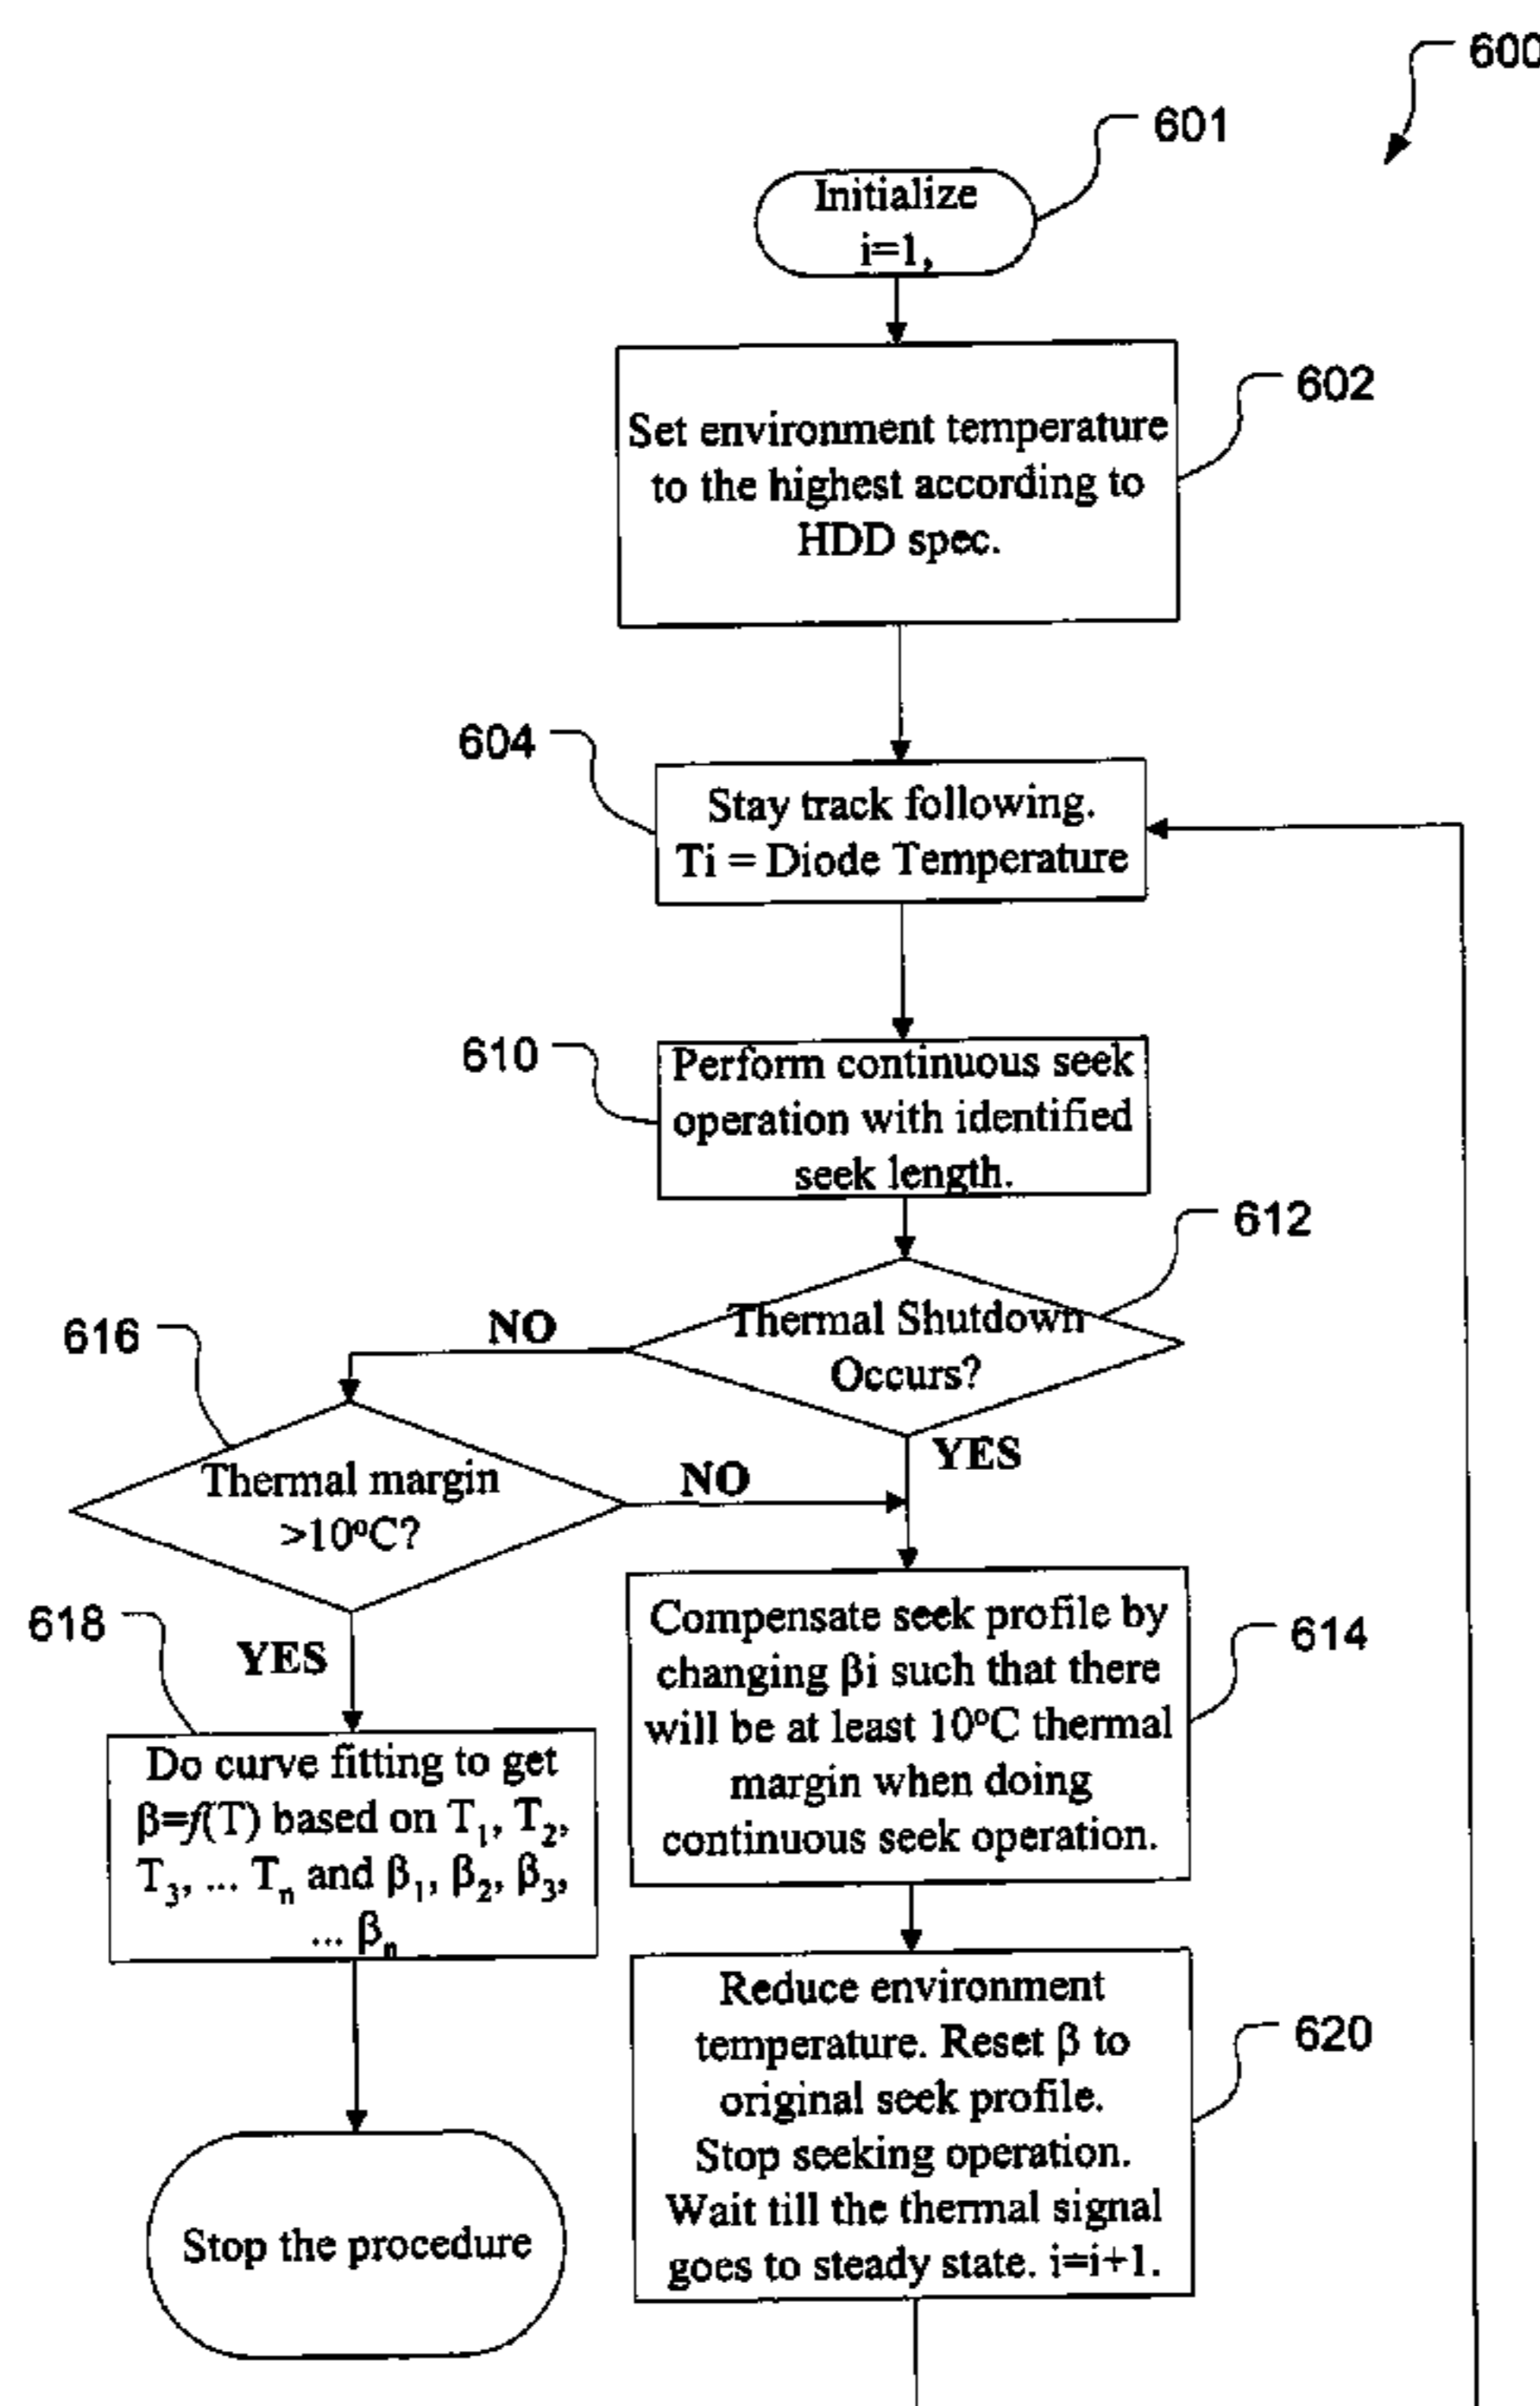 600
601
Initialize
i=1,
602
Set environment temperature
to the highest according to
HDD spec.
604
Stay track following.
Ti = Diode Temperature
610
Perform continuous seek
operation with identified
seek length.
612
Thermal Shutdown
Occurs?
NO
YES
616
Thermal margin
>10°C?
NO
YES
614
Compensate seek profile by
changing βi such that there
will be at least 10°C thermal
margin when doing
continuous seek operation.
618
Do curve fitting to get
β=f(T) based on T₁, T₂,
T₃, ... Tₙ and β₁, β₂, β₃,
... βₙ
620
Reduce environment
temperature. Reset β to
original seek profile.
Stop seeking operation.
Wait till the thermal signal
goes to steady state. i=i+1.
Stop the procedure